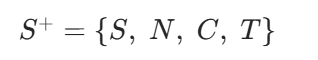 S⁺ = {S, N, C, T}